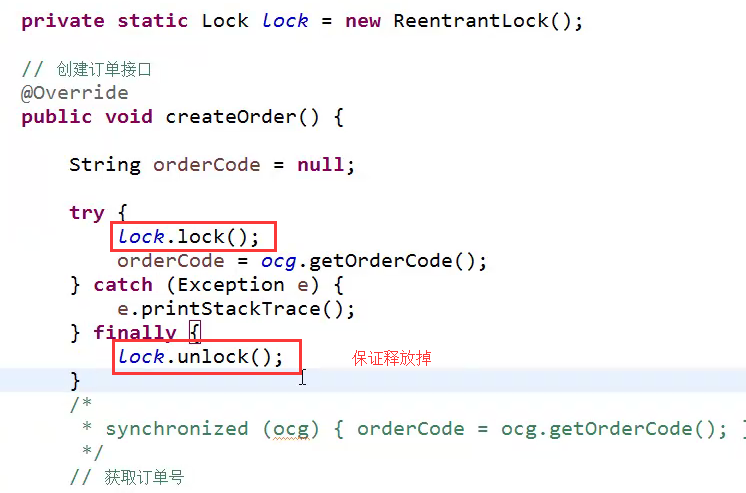 private static Lock lock = new ReentrantLock();
// 创建订单接口
@Override
public void createOrder() {
String orderCode = null;
try {
lock.lock();
orderCode = ocg.getOrderCode();
} catch (Exception e) {
e.printStackTrace();
} finally {
lock.unlock(); 保证释放掉
}
/*
* synchronized (ocg) { orderCode = ocg.getOrderCode(); }
*/
// 获取订单号